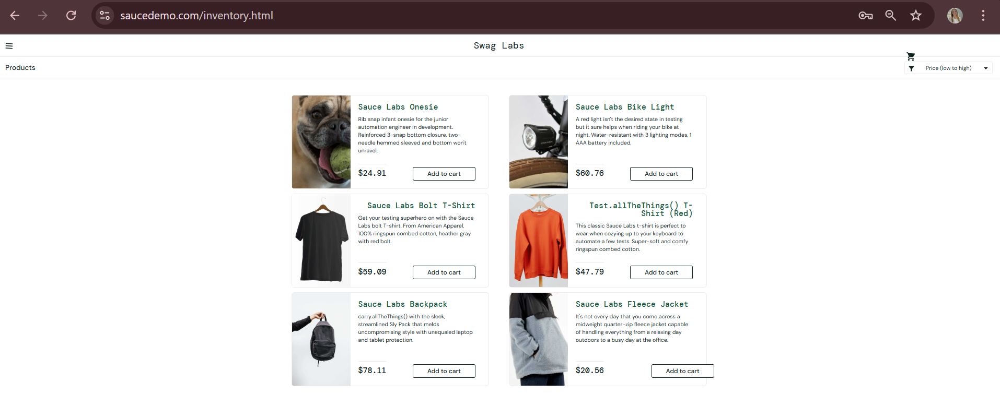 saucedemo.com/inventory.html
Swag Labs
Products
Price (low to high)
Sauce Labs Onesie
Rib snap infant onesie for the junior
automation engineer in development.
Reinforced 3-snap bottom closure, two-
needle hemmed sleeved and bottom won't
unravel.
$24.91
Add to cart
Sauce Labs Bike Light
A red light isn't the desired state in testing
but it sure helps when riding your bike at
night. Water-resistant with 3 lighting modes, 1
AAA battery included.
$60.76
Add to cart
Sauce Labs Bolt T-Shirt
Get your testing superhero on with the Sauce
Labs bolt T-shirt. From American Apparel,
100% ringspun combed cotton, heather gray
with red bolt.
$59.09
Add to cart
Test.allTheThings() T-
Shirt (Red)
This classic Sauce Labs t-shirt is perfect to
wear when cozying up to your keyboard to
automate a few tests. Super-soft and comfy
ringspun combed cotton.
$47.79
Add to cart
Sauce Labs Backpack
carry.allTheThings() with the sleek,
streamlined Sly Pack that melds
uncompromising style with unequaled laptop
and tablet protection.
$78.11
Add to cart
Sauce Labs Fleece Jacket
It's not every day that you come across a
midweight quarter-zip fleece jacket capable
of handling everything from a relaxing day
outdoors to a busy day at the office.
$20.56
Add to cart